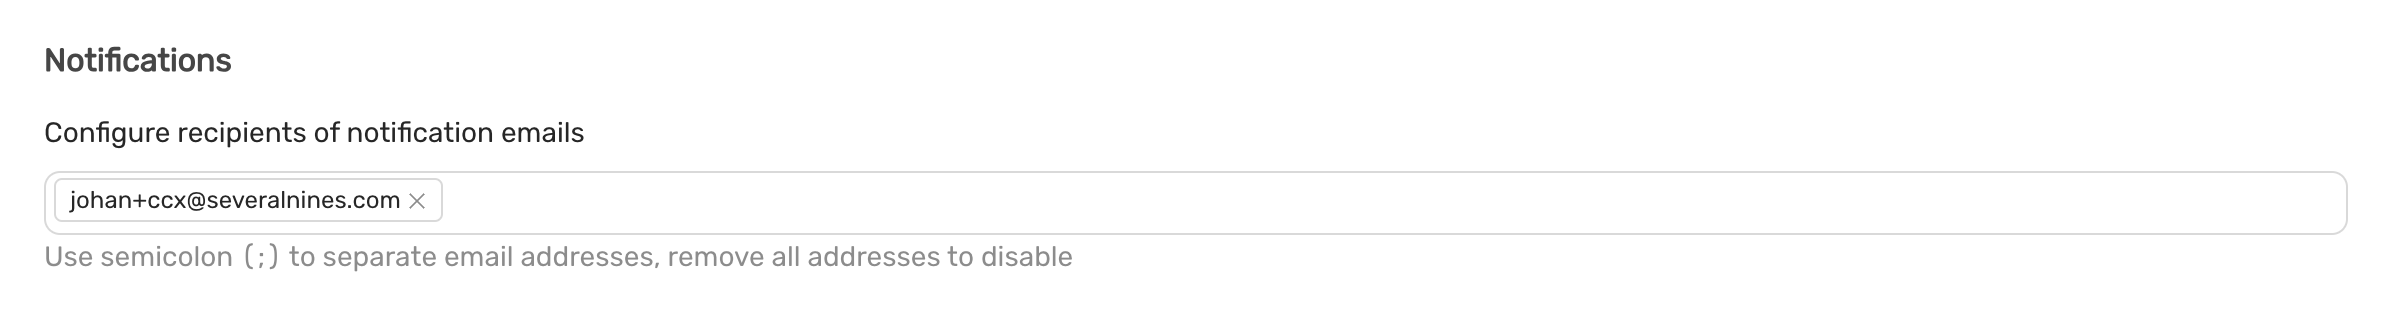 Notifications
Configure recipients of notification emails
johan+ccx@severalnines.com
Use semicolon (;) to separate email addresses, remove all addresses to disable